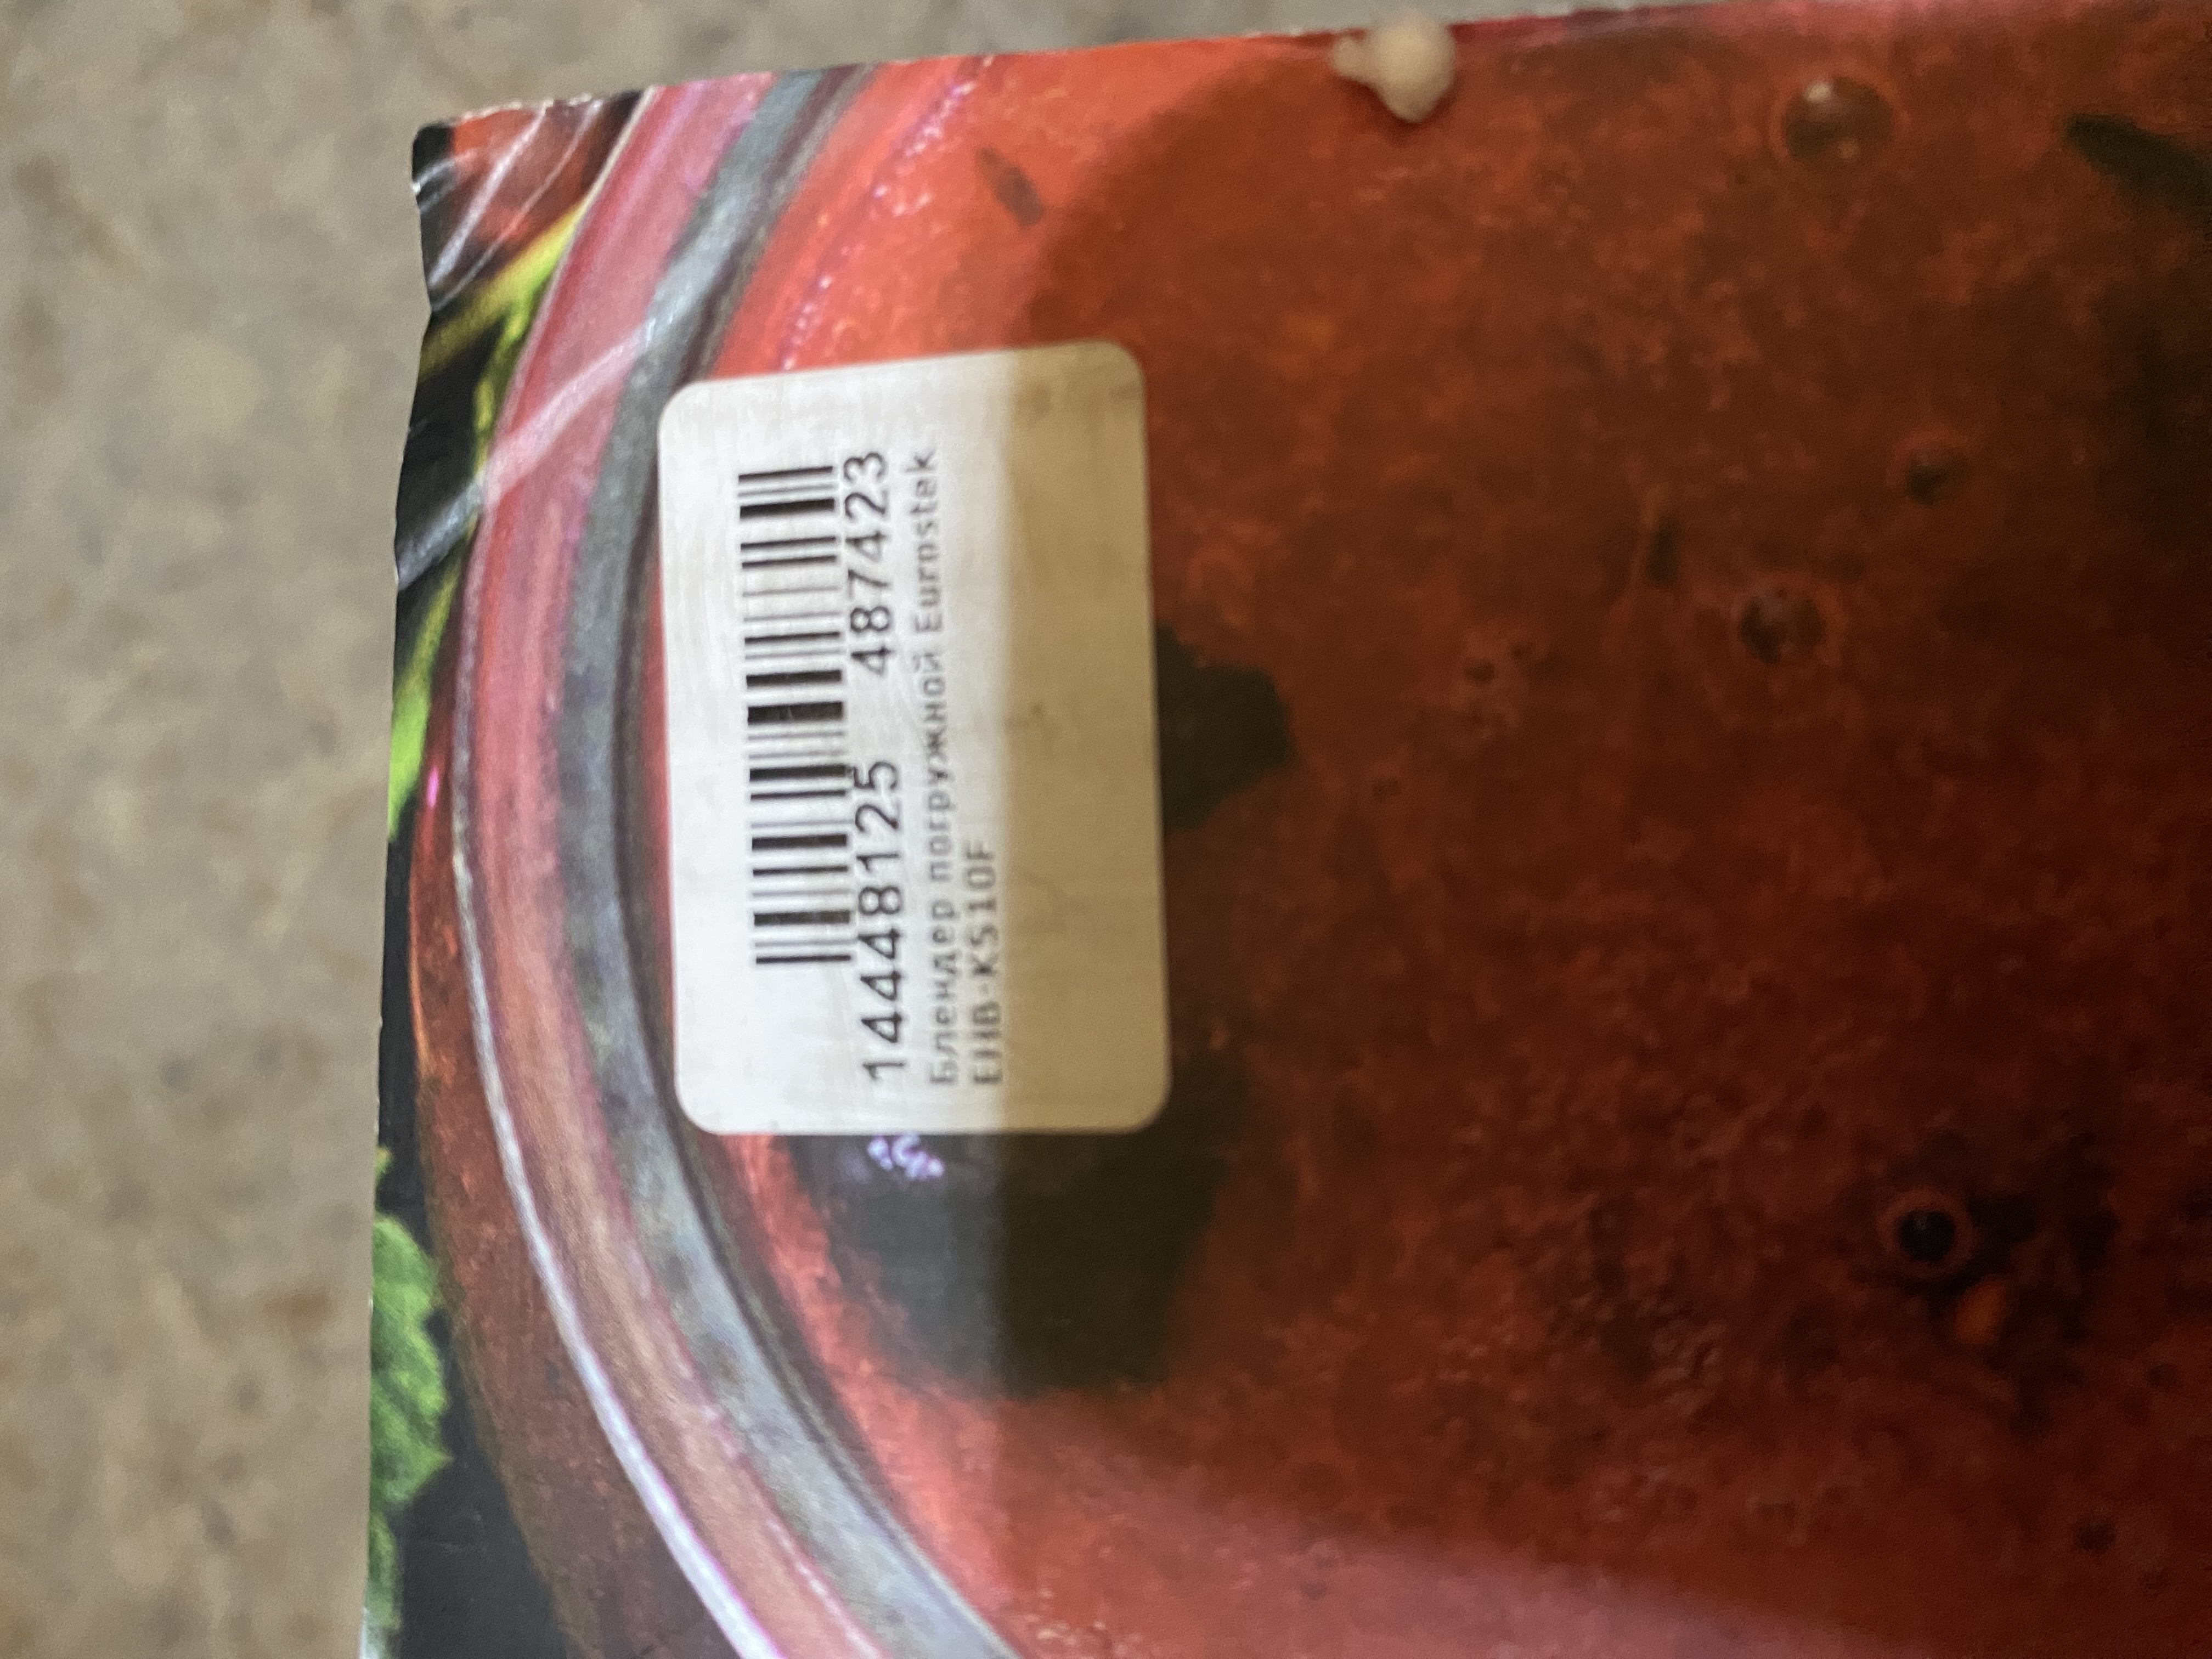 14448125 487423
Блендер погружной Eurostek
EHB-KS10F